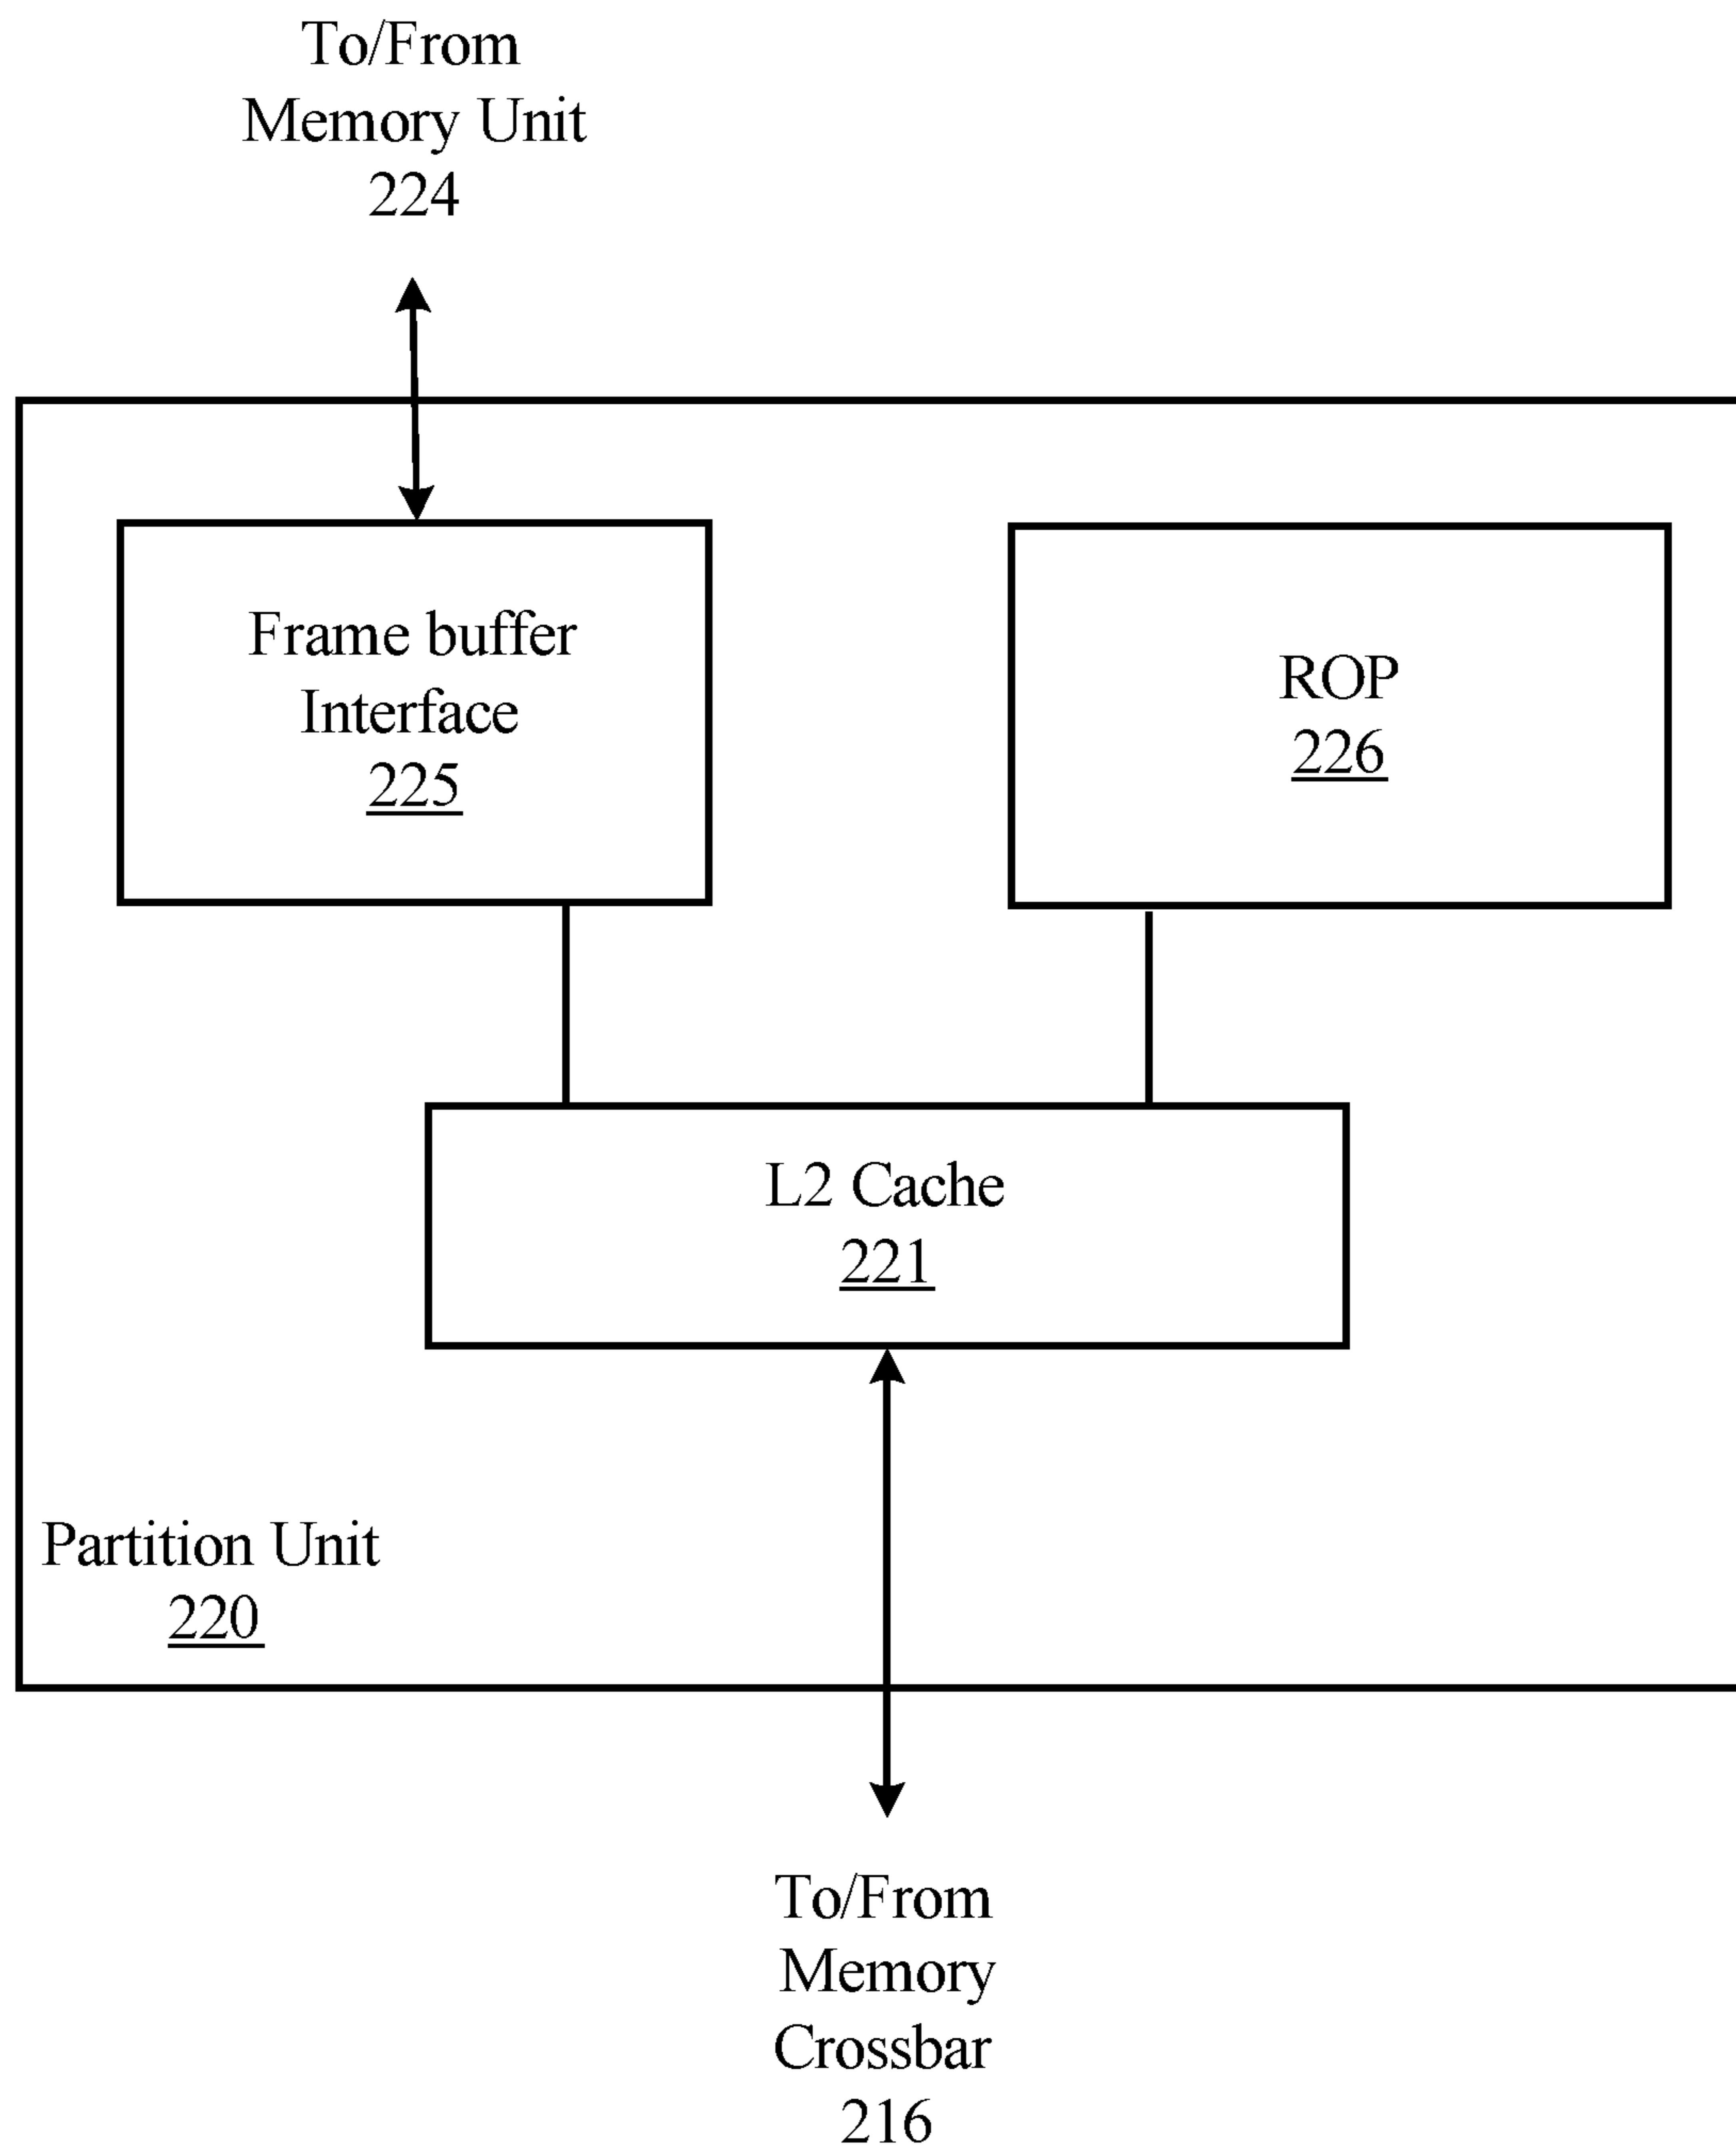 To/From
Memory Unit
224
Frame buffer
Interface
225
ROP
226
L2 Cache
221
Partition Unit
220
To/From
Memory
Crossbar
216